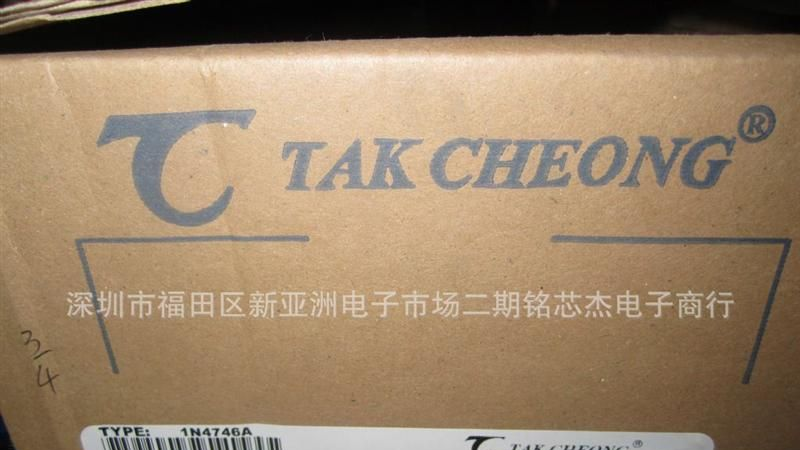 TAK CHEONG®
深圳市福田区新亚洲电子市场二期铭芯杰电子商行
3/4
TYPE: 1N4746A
TAK CHEONG®